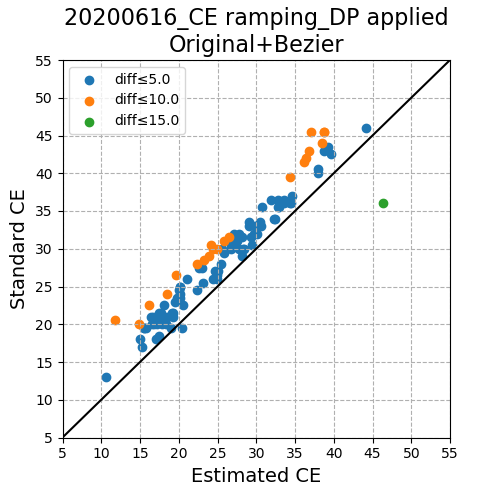 20200616_CE ramping_DP applied
Original+Bezier
diff≤5.0
diff≤10.0
diff≤15.0
Standard CE
55
50
45
40
35
30
25
20
15
10
5
5 10 15 20 25 30 35 40 45 50 55
Estimated CE